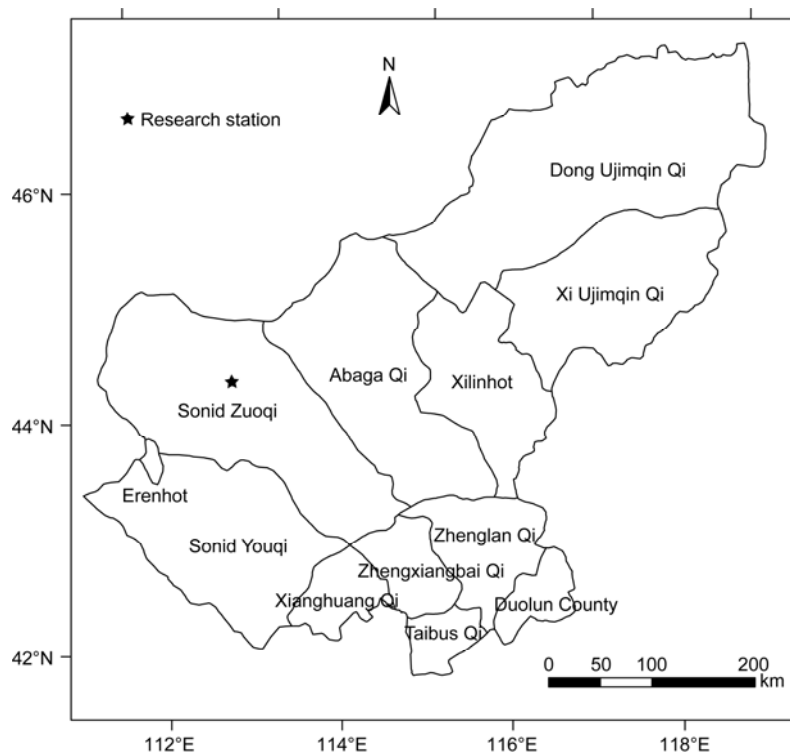 N
★ Research station
Dong Ujimqin Qi
46°N
Xi Ujimqin Qi
Abaga Qi
Xilinhot
Sonid Zuoqi
44°N
Erenhot
Zhenglan Qi
Sonid Youqi
Zhengxiangbai Qi
Xianghuang Qi
Duolun County
Taibus Qi
42°N
0 50 100 200
km
112°E 114°E 116°E 118°E